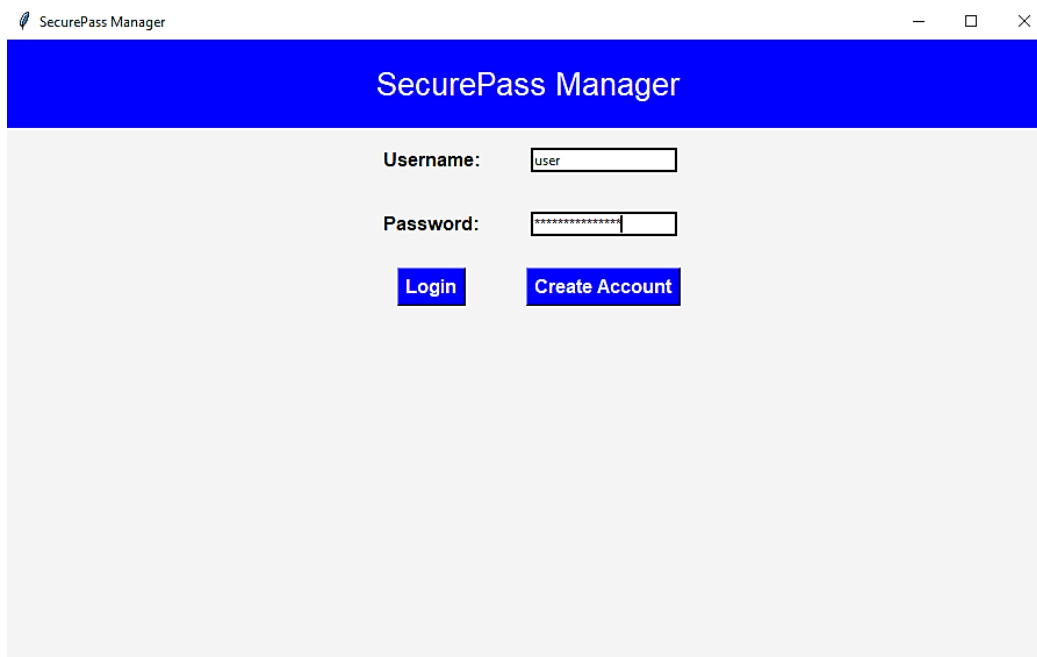 SecurePass Manager
SecurePass Manager
Username: user
Password: ***************
Login Create Account